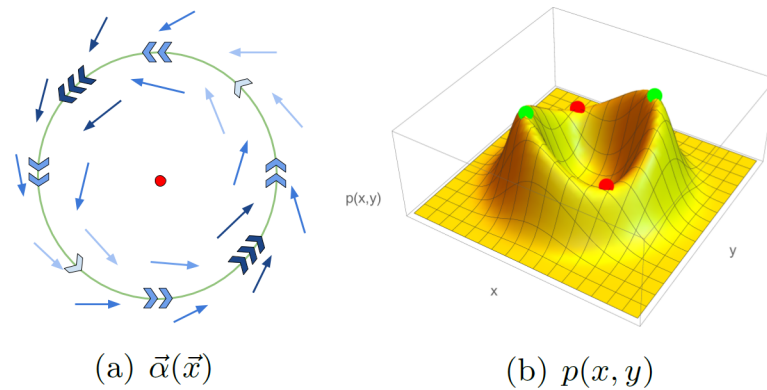 p(x,y)
x
y
(a) $\vec{\alpha}(\vec{x})$
(b) $p(x, y)$